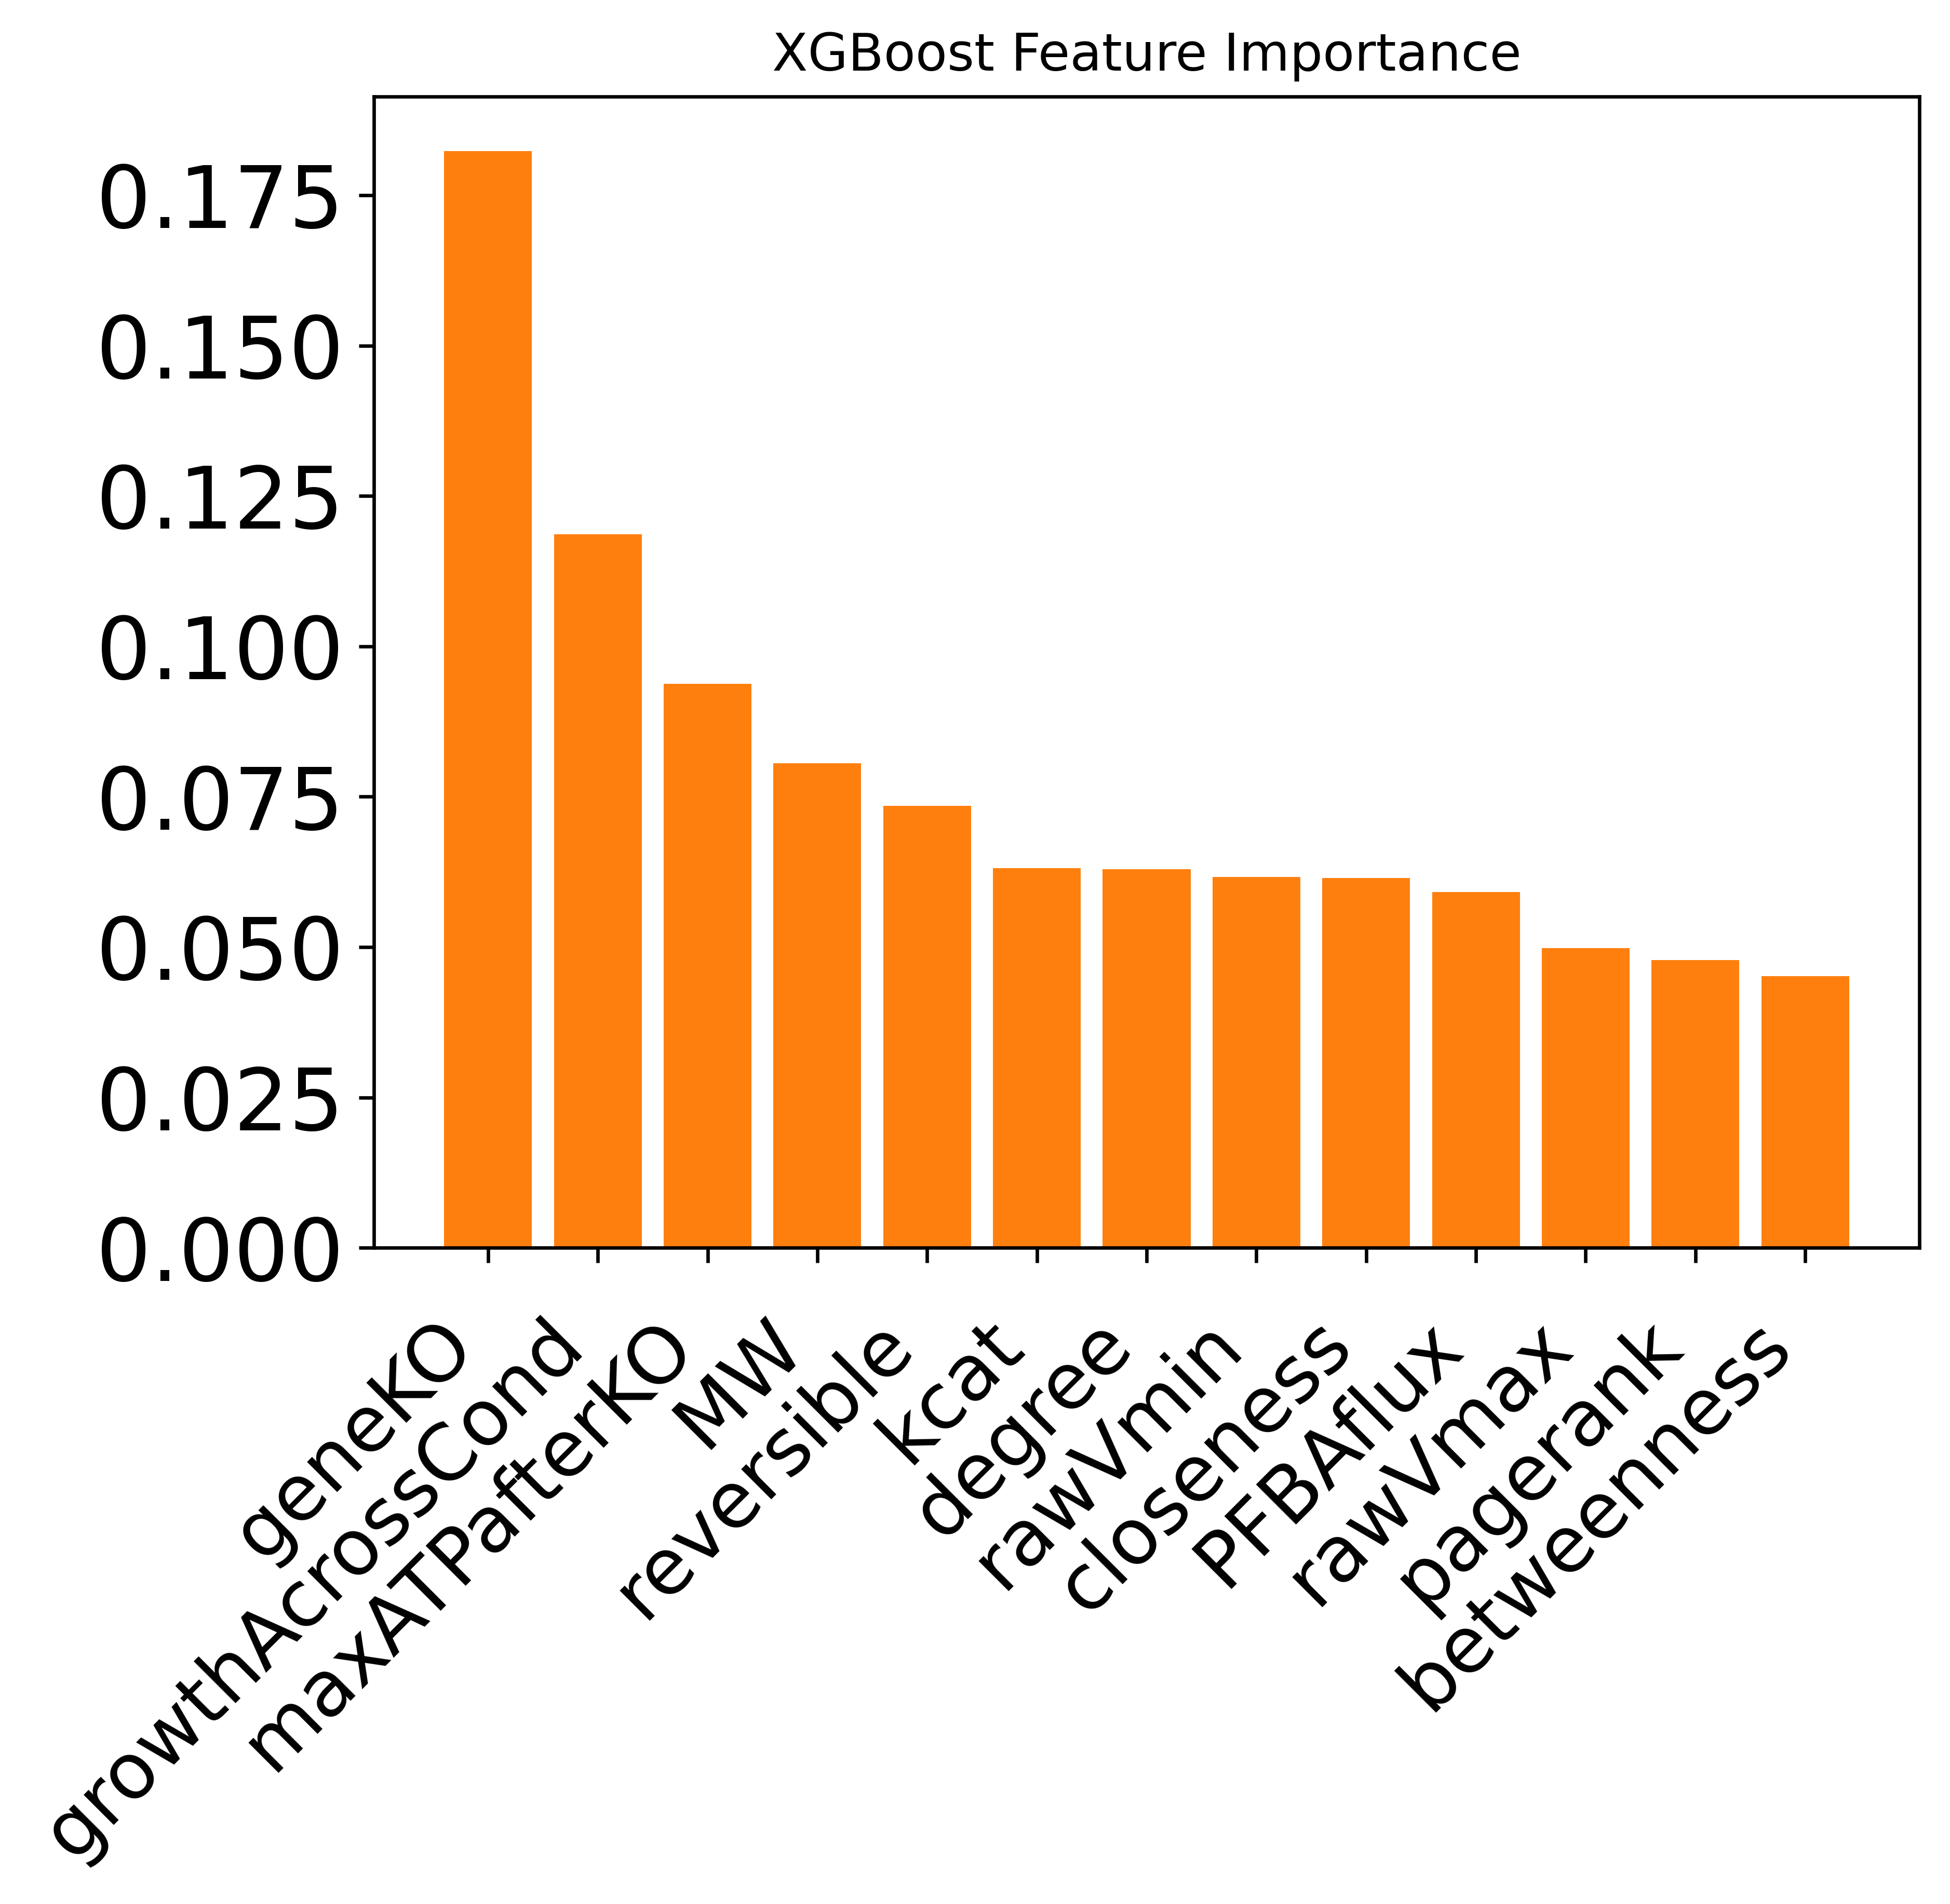 XGBoost Feature Importance
0.175
0.150
0.125
0.100
0.075
0.050
0.025
0.000
geneKO
growthAcrossCond
maxATPafterKO
MW
reversible
Kcat
degree
rawVmin
closeness
PFBAflux
rawVmax
pagerank
betweenness